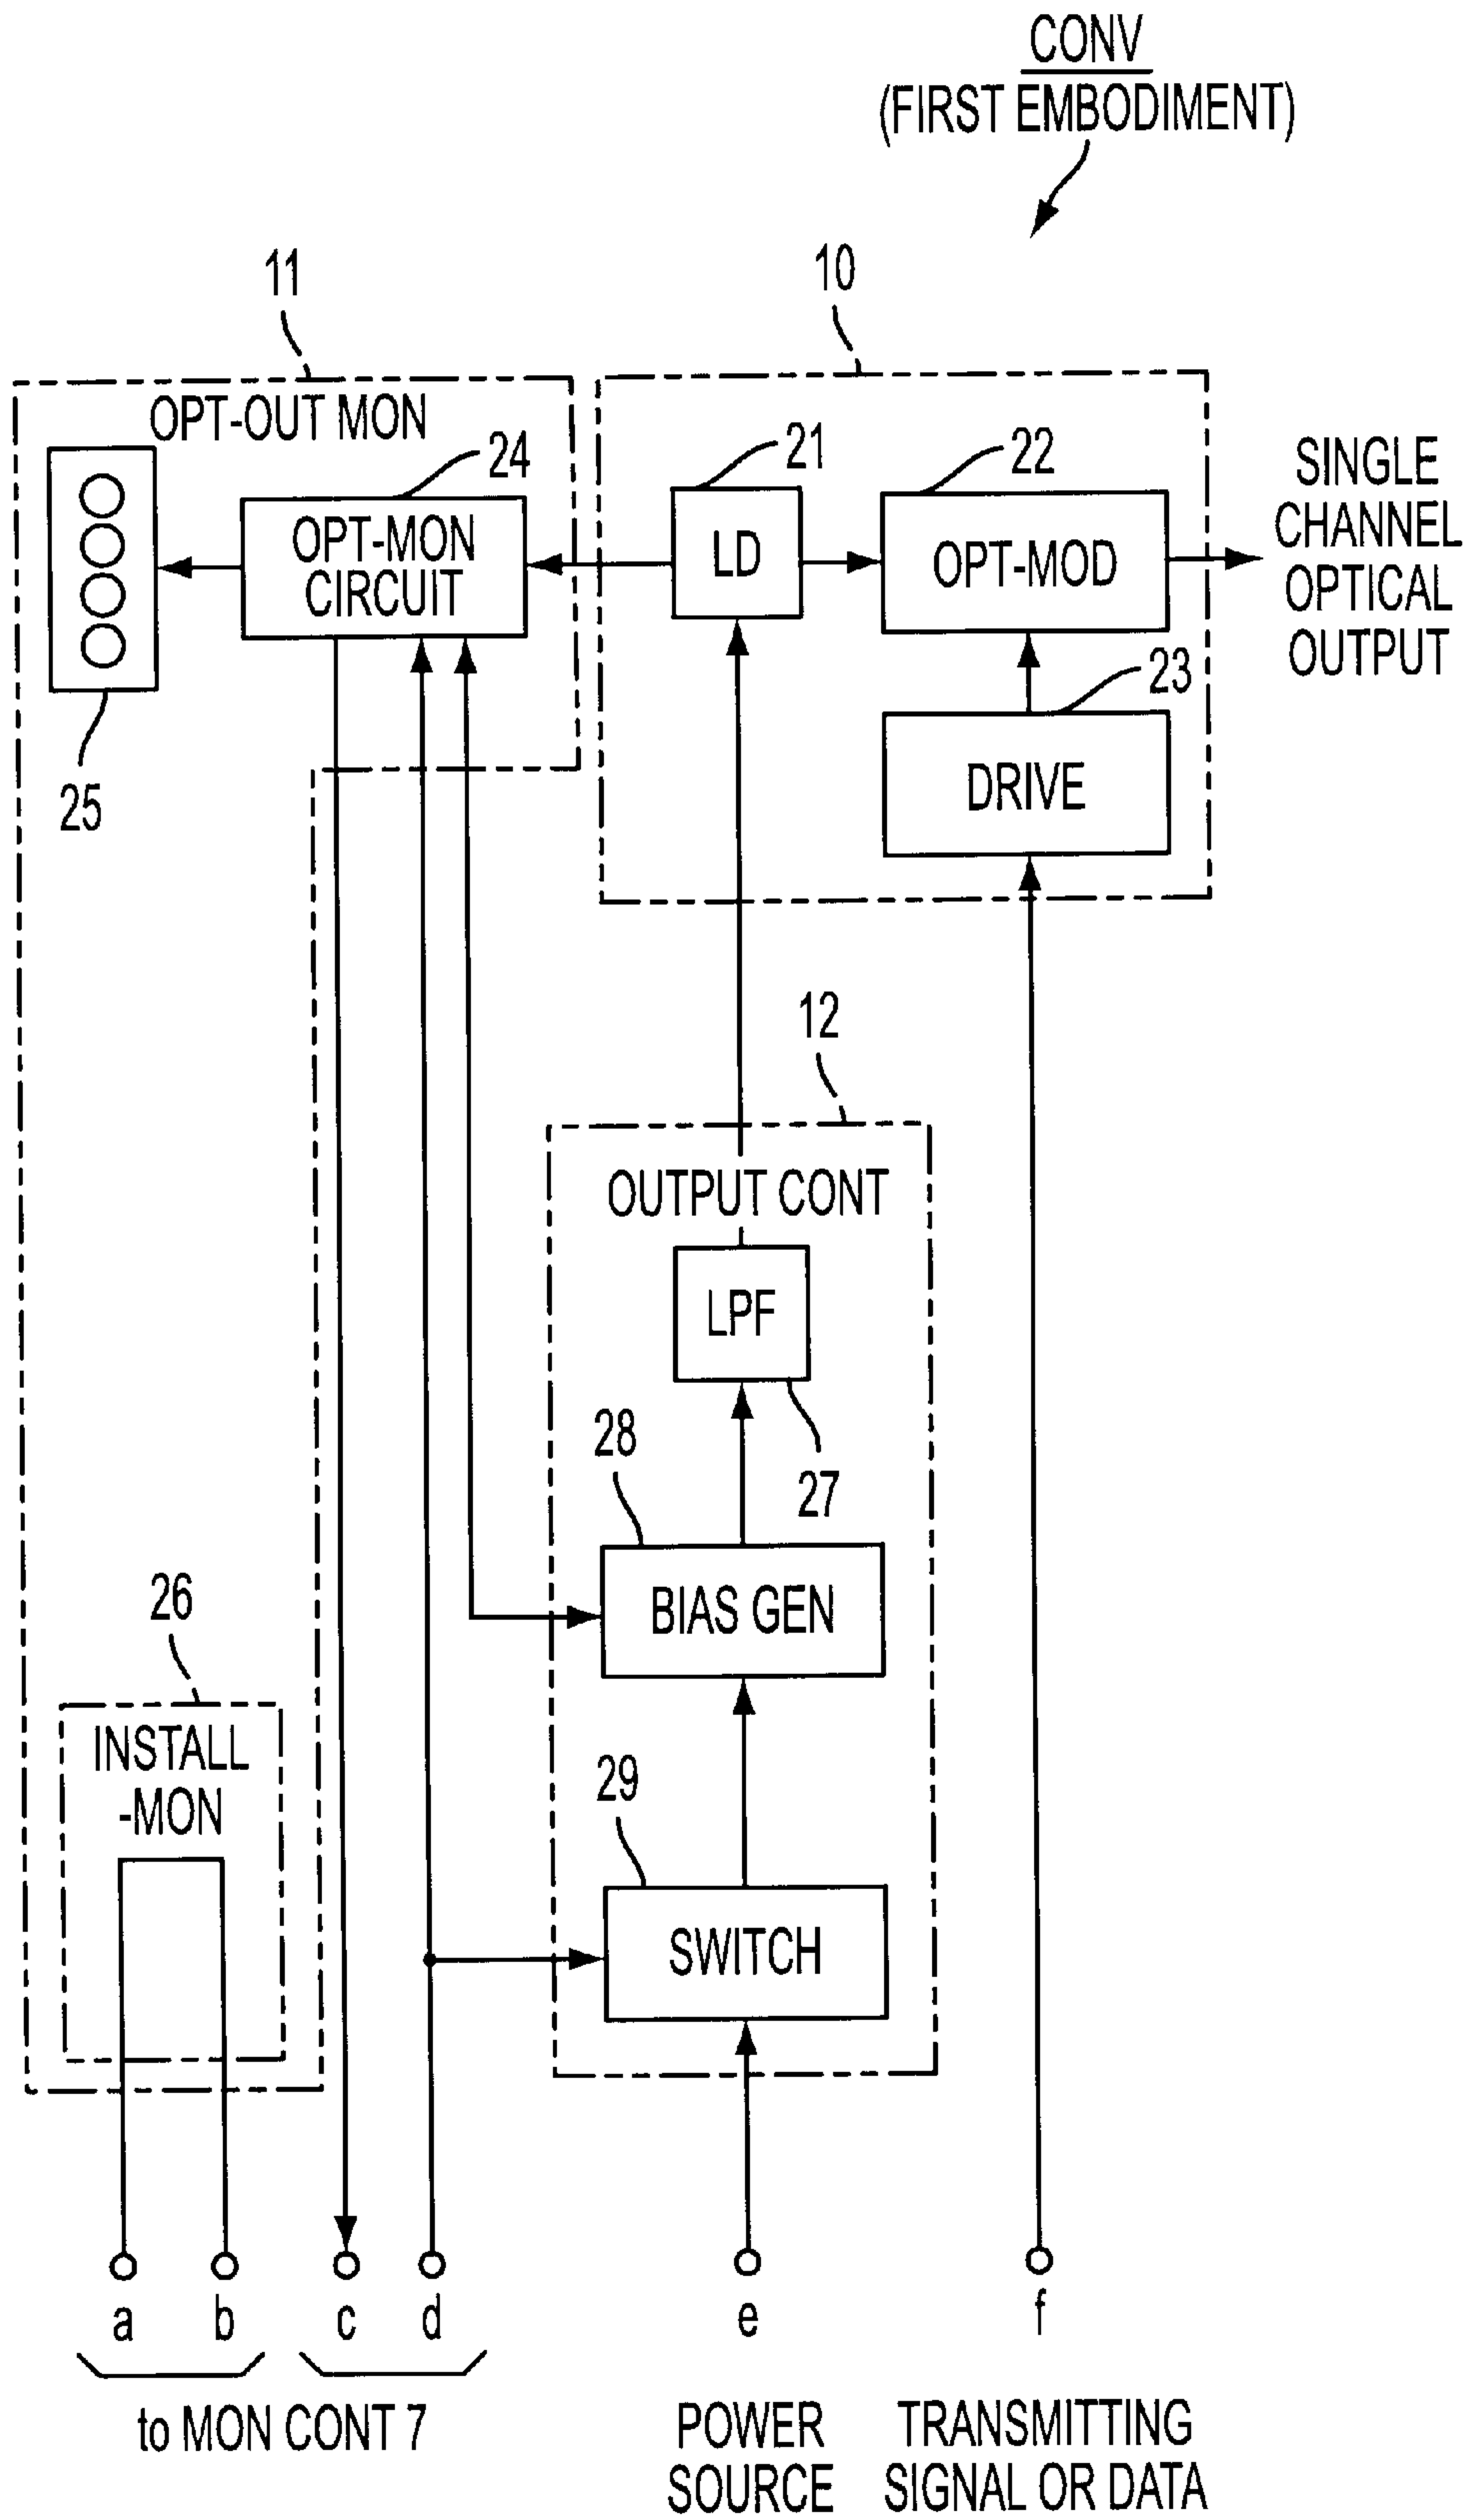 CONV
(FIRST EMBODIMENT)
11
10
OPT-OUT MON
24
21
22
OPT-MON
CIRCUIT
LD
OPT-MOD
SINGLE
CHANNEL
OPTICAL
OUTPUT
23
25
DRIVE
12
OUTPUT CONT
LPF
28
27
26
BIAS GEN
INSTALL
-MON
29
SWITCH
a
b
c
d
e
f
to MON CONT 7
POWER
SOURCE
TRANSMITTING
SIGNAL OR DATA